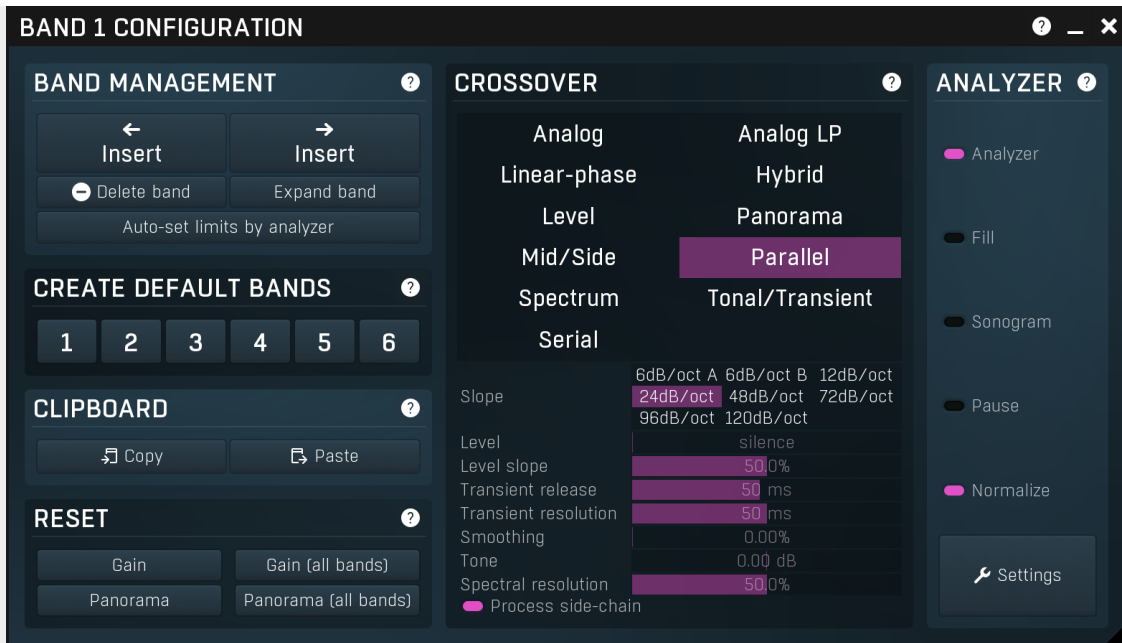 BAND 1 CONFIGURATION
BAND MANAGEMENT
Insert Insert
Delete band Expand band
Auto-set limits by analyzer
CREATE DEFAULT BANDS
1 2 3 4 5 6
CLIPBOARD
Copy Paste
RESET
Gain Gain (all bands)
Panorama Panorama (all bands)
CROSSOVER
Analog Analog LP
Linear-phase Hybrid
Level Panorama
Mid/Side Parallel
Spectrum Tonal/Transient
Serial
6dB/oct A 6dB/oct B 12dB/oct
Slope 24dB/oct 48dB/oct 72dB/oct
96dB/oct 120dB/oct
Level silence
Level slope 50.0%
Transient release 50 ms
Transient resolution 50 ms
Smoothing 0.00%
Tone 0.00 dB
Spectral resolution 50.0%
Process side-chain
ANALYZER
Analyzer
Fill
Sonogram
Pause
Normalize
Settings